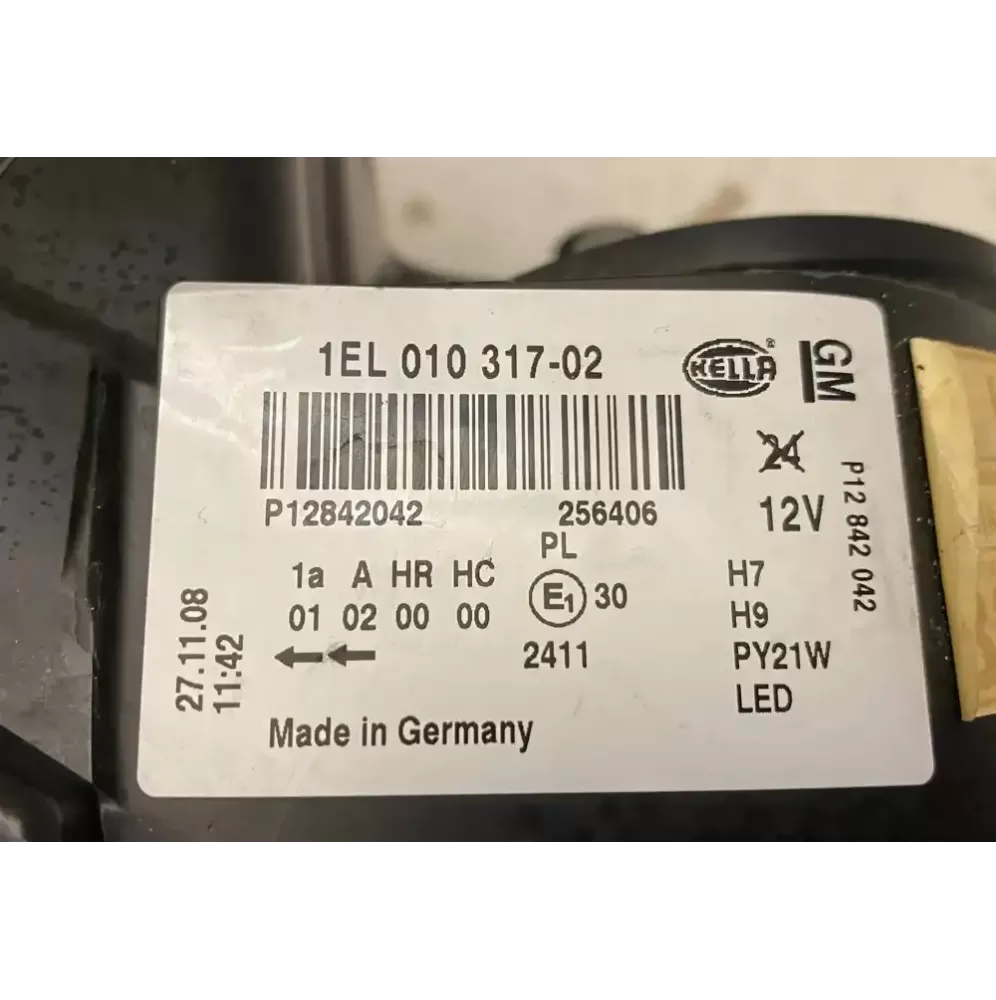 1EL 010 317-02
HELLA®
GM
P12842042 256406
24
12V
P12 842 042
PL
1a A HR HC
01 02 00 00
E1 30
2411
H7
H9
PY21W
LED
27.11.08
11:42
Made in Germany